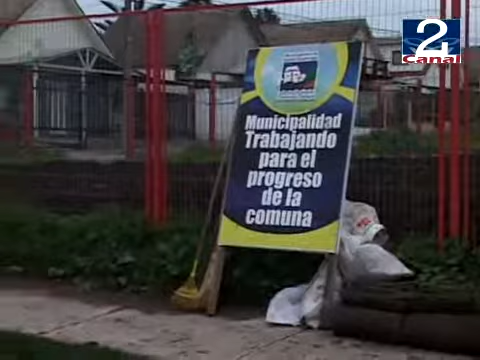 2
Canal
Municipalidad
Trabajando
para el
progreso
de la
comuna